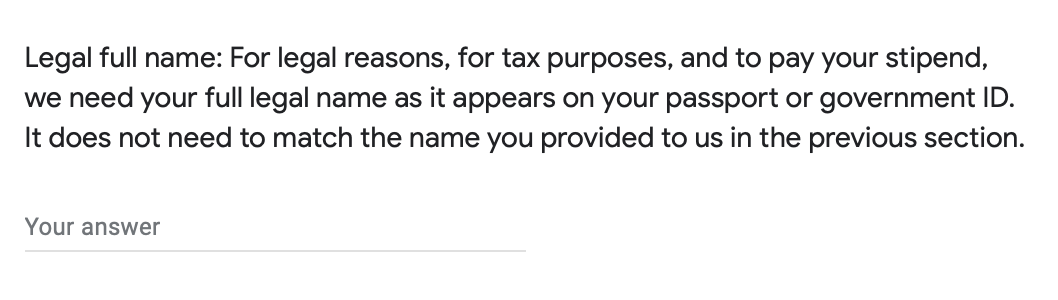 Legal full name: For legal reasons, for tax purposes, and to pay your stipend,
we need your full legal name as it appears on your passport or government ID.
It does not need to match the name you provided to us in the previous section.
Your answer